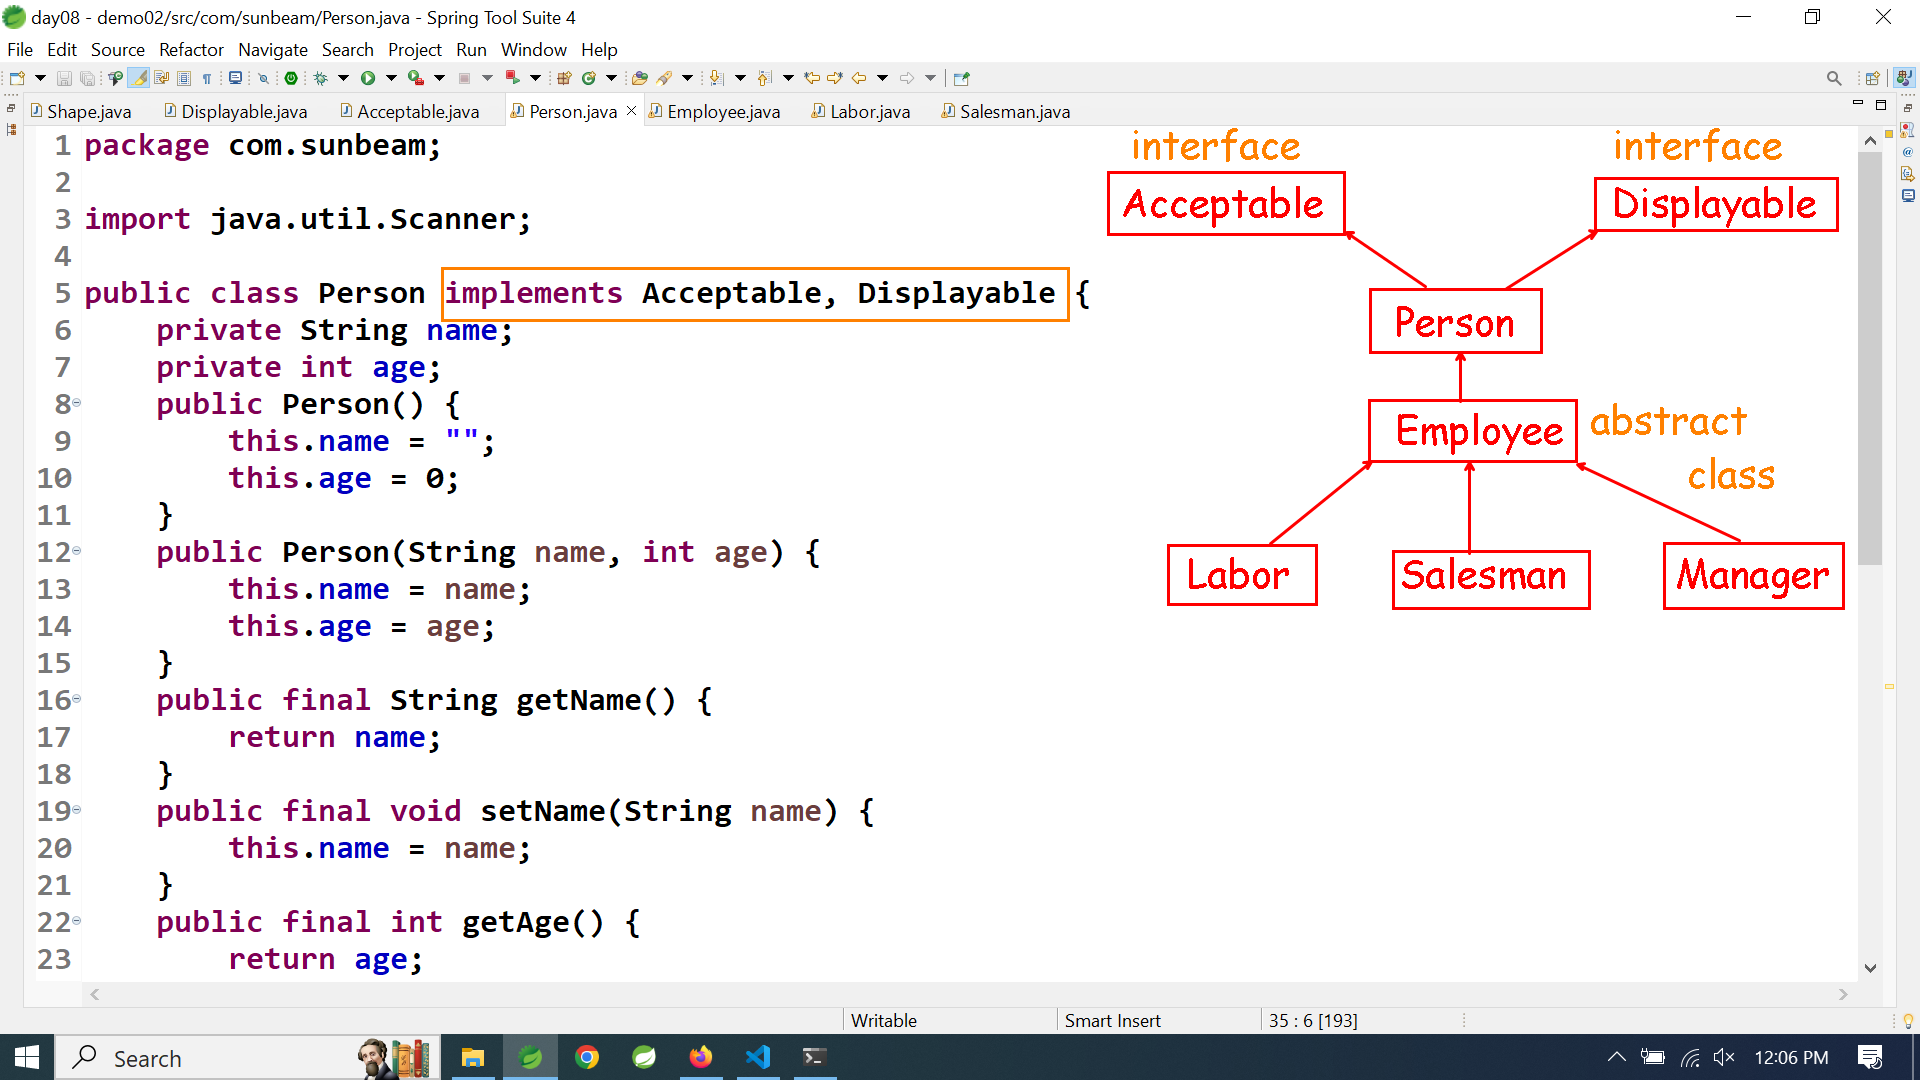 day08 - demo02/src/com/sunbeam/Person.java - Spring Tool Suite 4
File Edit Source Refactor Navigate Search Project Run Window Help
Shape.java Displayable.java Acceptable.java Person.java Employee.java Labor.java Salesman.java
1 package com.sunbeam;
2
3 import java.util.Scanner;
4
5 public class Person implements Acceptable, Displayable {
6 private String name;
7 private int age;
8 public Person() {
9 this.name = "";
10 this.age = 0;
11 }
12 public Person(String name, int age) {
13 this.name = name;
14 this.age = age;
15 }
16 public final String getName() {
17 return name;
18 }
19 public final void setName(String name) {
20 this.name = name;
21 }
22 public final int getAge() {
23 return age;
interface interface
Acceptable Displayable
Person
Employee abstract
class
Labor Salesman Manager
Writable Smart Insert 35 : 6 [193]
Search 12:06 PM